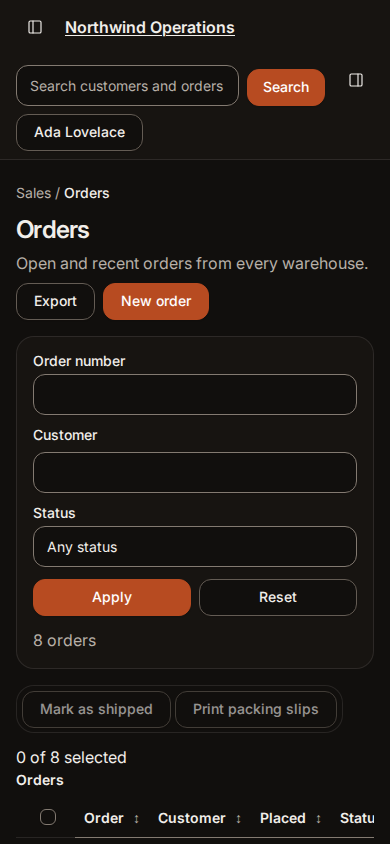 Northwind Operations
Search customers and orders Search
Ada Lovelace
Sales / Orders
Orders
Open and recent orders from every warehouse.
Export New order
Order number
Customer
Status
Any status
Apply Reset
8 orders
Mark as shipped Print packing slips
0 of 8 selected
Orders
Order ↕ Customer ↕ Placed ↕ Statu